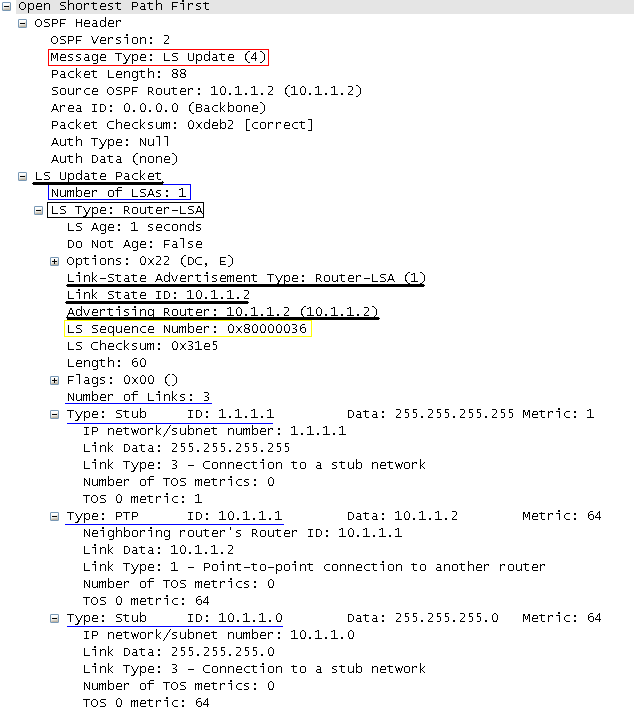 Open Shortest Path First
OSPF Header
OSPF Version: 2
Message Type: LS Update (4)
Packet Length: 88
Source OSPF Router: 10.1.1.2 (10.1.1.2)
Area ID: 0.0.0.0 (Backbone)
Packet Checksum: 0xdeb2 [correct]
Auth Type: Null
Auth Data (none)
LS Update Packet
Number of LSAs: 1
LS Type: Router-LSA
LS Age: 1 seconds
Do Not Age: False
Options: 0x22 (DC, E)
Link-State Advertisement Type: Router-LSA (1)
Link State ID: 10.1.1.2
Advertising Router: 10.1.1.2 (10.1.1.2)
LS Sequence Number: 0x80000036
LS Checksum: 0x31e5
Length: 60
Flags: 0x00 ()
Number of Links: 3
Type: Stub ID: 1.1.1.1 Data: 255.255.255.255 Metric: 1
IP network/subnet number: 1.1.1.1
Link Data: 255.255.255.255
Link Type: 3 - Connection to a stub network
Number of TOS metrics: 0
TOS 0 metric: 1
Type: PTP ID: 10.1.1.1 Data: 10.1.1.2 Metric: 64
Neighboring router's Router ID: 10.1.1.1
Link Data: 10.1.1.2
Link Type: 1 - Point-to-point connection to another router
Number of TOS metrics: 0
TOS 0 metric: 64
Type: Stub ID: 10.1.1.0 Data: 255.255.255.0 Metric: 64
IP network/subnet number: 10.1.1.0
Link Data: 255.255.255.0
Link Type: 3 - Connection to a stub network
Number of TOS metrics: 0
TOS 0 metric: 64